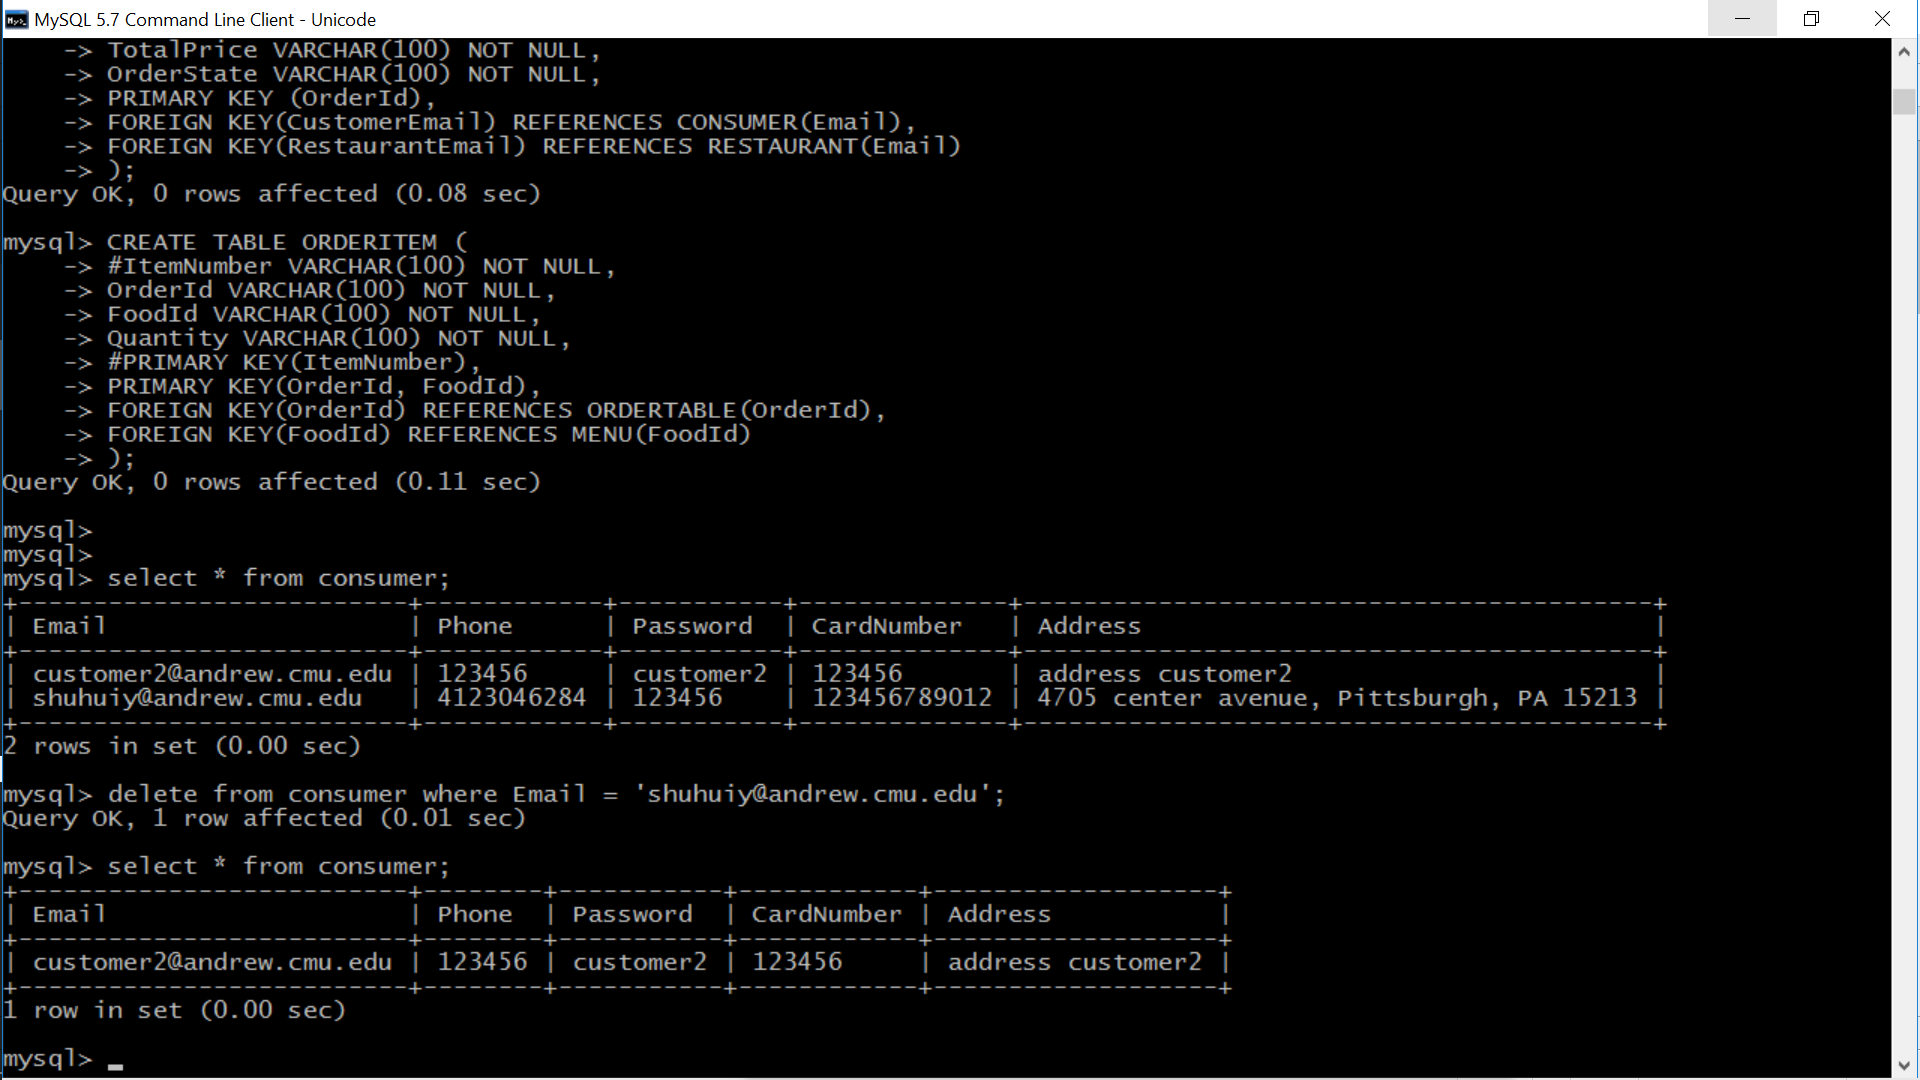 MySQL 5.7 Command Line Client - Unicode
    -> TotalPrice VARCHAR(100) NOT NULL,
    -> OrderState VARCHAR(100) NOT NULL,
    -> PRIMARY KEY (OrderId),
    -> FOREIGN KEY(CustomerEmail) REFERENCES CONSUMER(Email),
    -> FOREIGN KEY(RestaurantEmail) REFERENCES RESTAURANT(Email)
    -> );
Query OK, 0 rows affected (0.08 sec)

mysql> CREATE TABLE ORDERITEM (
    -> #ItemNumber VARCHAR(100) NOT NULL,
    -> OrderId VARCHAR(100) NOT NULL,
    -> FoodId VARCHAR(100) NOT NULL,
    -> Quantity VARCHAR(100) NOT NULL,
    -> #PRIMARY KEY(ItemNumber),
    -> PRIMARY KEY(OrderId, FoodId),
    -> FOREIGN KEY(OrderId) REFERENCES ORDERTABLE(OrderId),
    -> FOREIGN KEY(FoodId) REFERENCES MENU(FoodId)
    -> );
Query OK, 0 rows affected (0.11 sec)

mysql>
mysql>
mysql> select * from consumer;
+--------------------------+------------+-----------+--------------+------------------------------------------+
| Email                    | Phone      | Password  | CardNumber   | Address                                  |
+--------------------------+------------+-----------+--------------+------------------------------------------+
| customer2@andrew.cmu.edu | 123456     | customer2 | 123456       | address customer2                        |
| shuhuiy@andrew.cmu.edu   | 4123046284 | 123456    | 123456789012 | 4705 center avenue, Pittsburgh, PA 15213 |
+--------------------------+------------+-----------+--------------+------------------------------------------+
2 rows in set (0.00 sec)

mysql> delete from consumer where Email = 'shuhuiy@andrew.cmu.edu';
Query OK, 1 row affected (0.01 sec)

mysql> select * from consumer;
+--------------------------+--------+-----------+------------+-------------------+
| Email                    | Phone  | Password  | CardNumber | Address           |
+--------------------------+--------+-----------+------------+-------------------+
| customer2@andrew.cmu.edu | 123456 | customer2 | 123456     | address customer2 |
+--------------------------+--------+-----------+------------+-------------------+
1 row in set (0.00 sec)

mysql> _